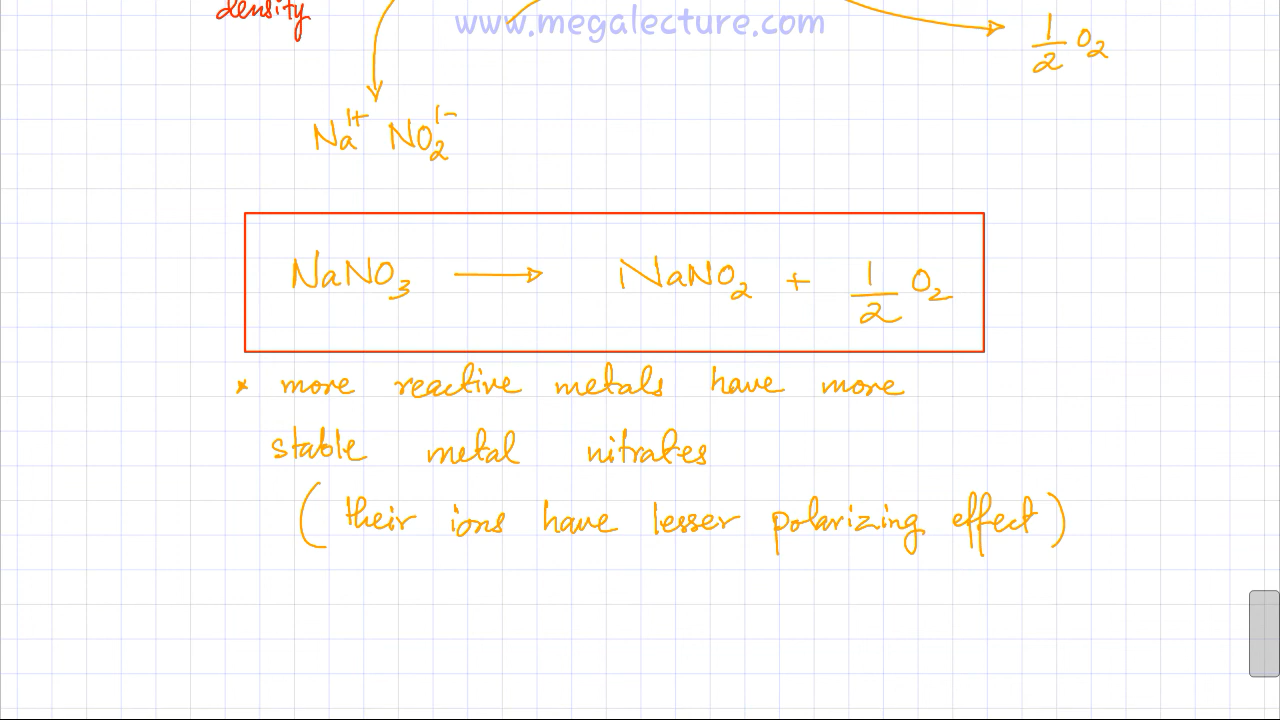 density
www.megalecture.com
1/2 O₂
Na¹⁺ NO₂¹⁻
NaNO₃ → NaNO₂ + 1/2 O₂
* more reactive metals have more
stable metal nitrates
(their ions have lesser polarizing effect)